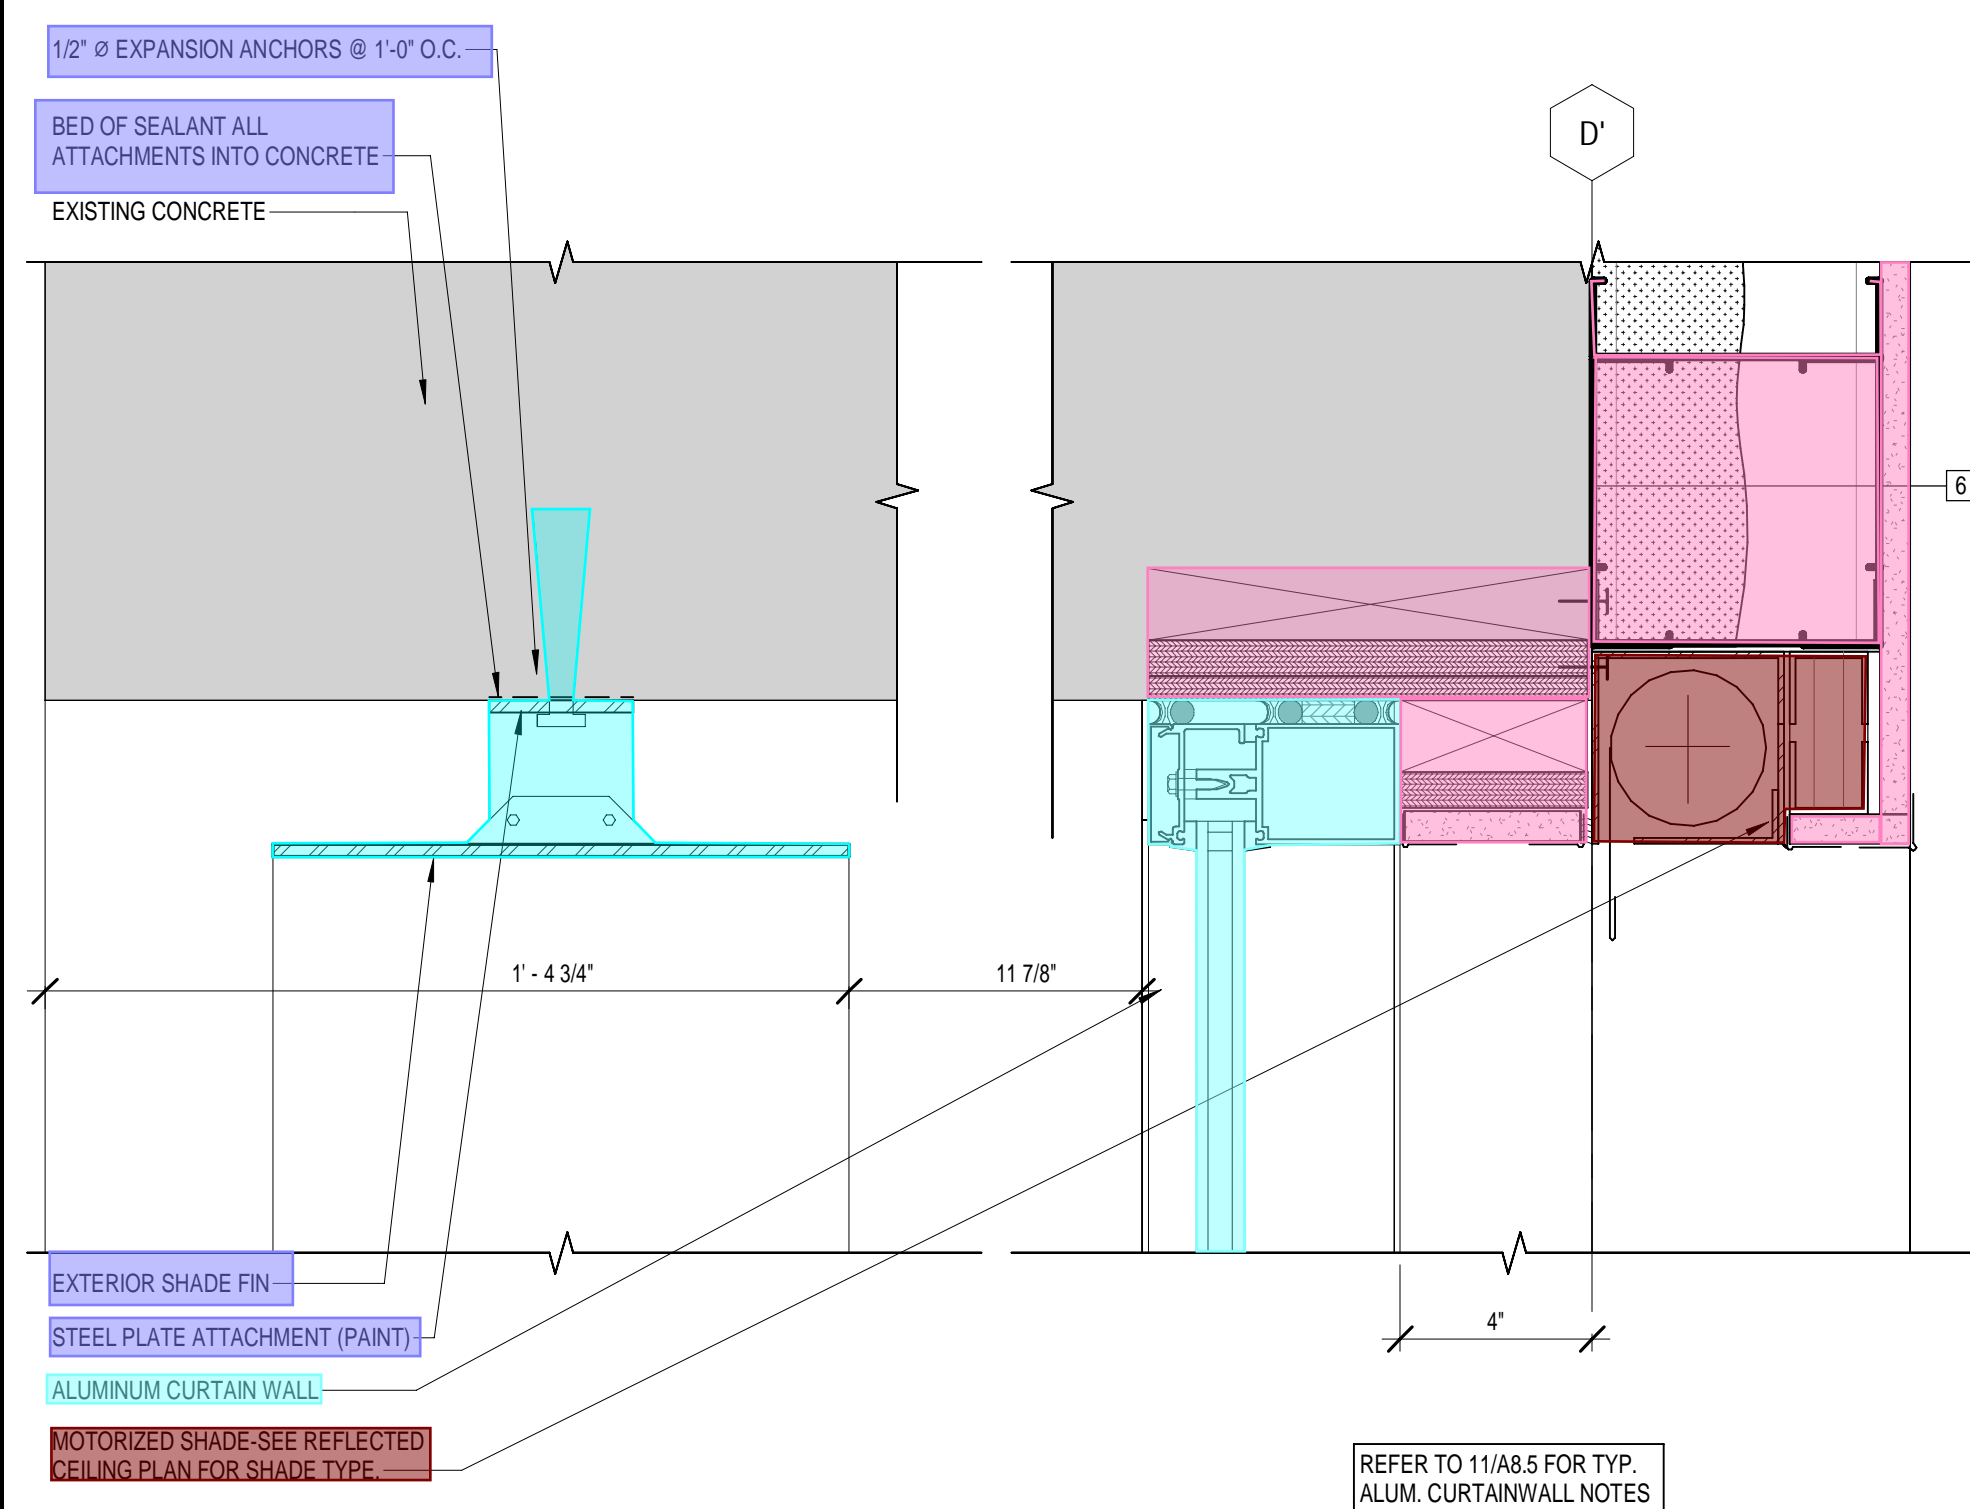 1/2" Ø EXPANSION ANCHORS @ 1'-0" O.C.
BED OF SEALANT ALL
ATTACHMENTS INTO CONCRETE
EXISTING CONCRETE
D'
6
1' - 4 3/4"
11 7/8"
EXTERIOR SHADE FIN
STEEL PLATE ATTACHMENT (PAINT)
4"
ALUMINUM CURTAIN WALL
MOTORIZED SHADE-SEE REFLECTED
CEILING PLAN FOR SHADE TYPE.
REFER TO 11/A8.5 FOR TYP.
ALUM. CURTAINWALL NOTES